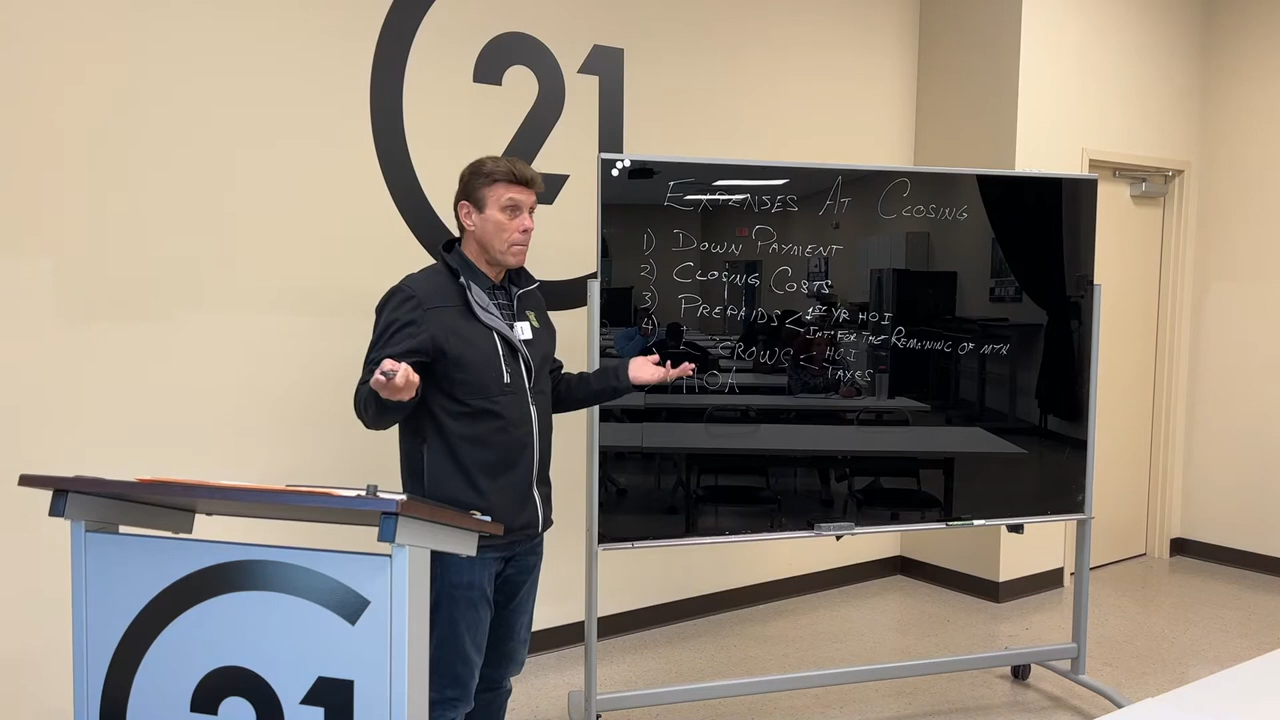 21
EXPENSES AT CLOSING
1) DOWN PAYMENT
2) CLOSING COSTS
3) PREPAIDS < 1ST YR HOI
INT. FOR THE REMAINING OF MTH
4) CROWS < HOI
TAXES
HOA
21